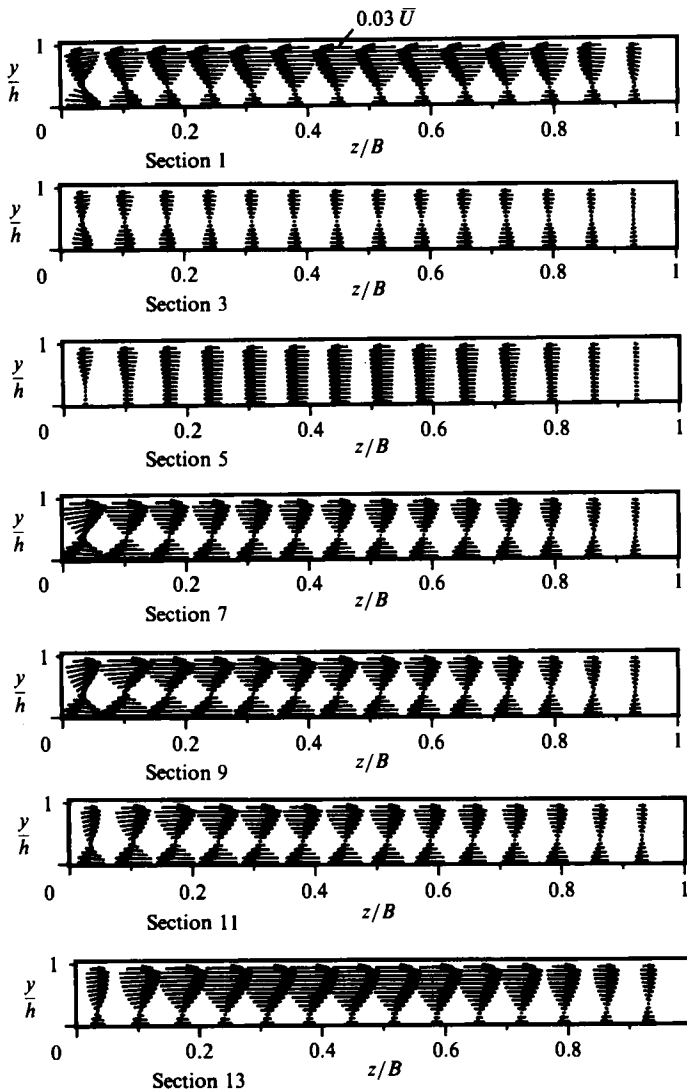 0.03 U̅
1
y/h
0 0.2 0.4 0.6 0.8 1
z/B
Section 1
1
y/h
0 0.2 0.4 0.6 0.8 1
z/B
Section 3
1
y/h
0 0.2 0.4 0.6 0.8 1
z/B
Section 5
1
y/h
0 0.2 0.4 0.6 0.8 1
z/B
Section 7
1
y/h
0 0.2 0.4 0.6 0.8 1
z/B
Section 9
1
y/h
0 0.2 0.4 0.6 0.8 1
z/B
Section 11
1
y/h
0 0.2 0.4 0.6 0.8
z/B
Section 13